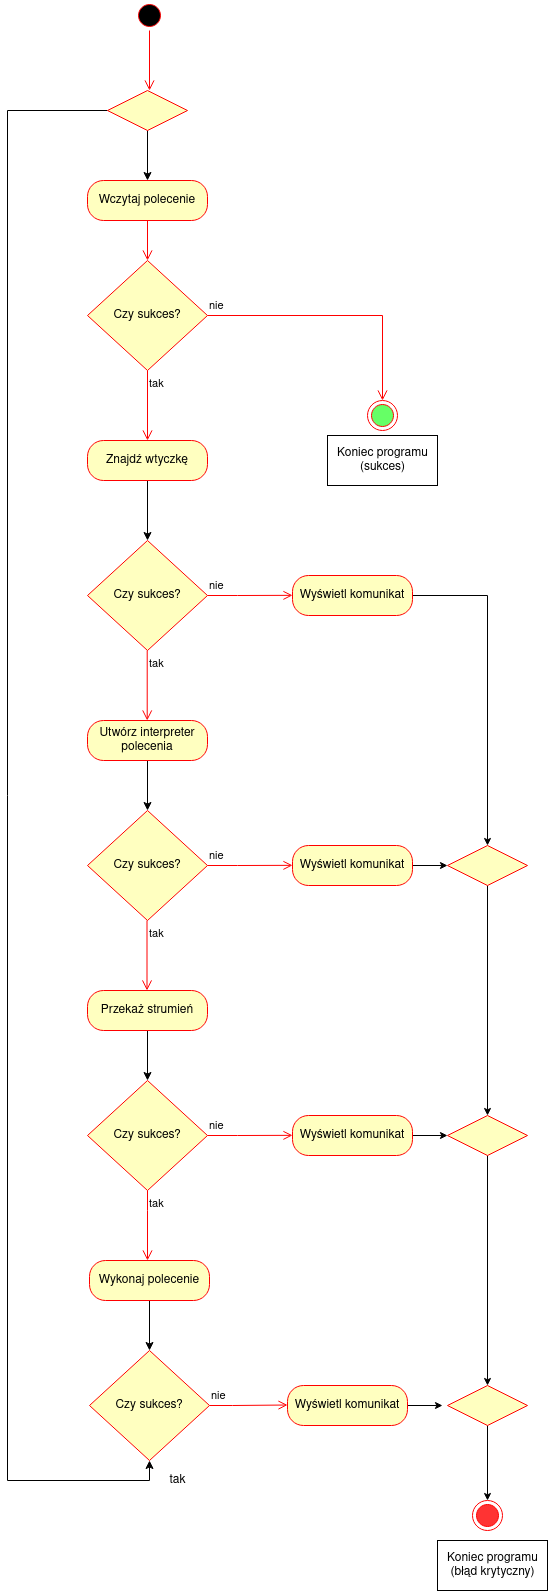 Wczytaj polecenie
Czy sukces?
nie
tak
Koniec programu
(sukces)
Znajdź wtyczkę
Czy sukces?
nie
Wyświetl komunikat
tak
Utwórz interpreter
polecenia
Czy sukces?
nie
Wyświetl komunikat
tak
Przekaż strumień
Czy sukces?
nie
Wyświetl komunikat
tak
Wykonaj polecenie
Czy sukces?
nie
Wyświetl komunikat
tak
Koniec programu
(błąd krytyczny)